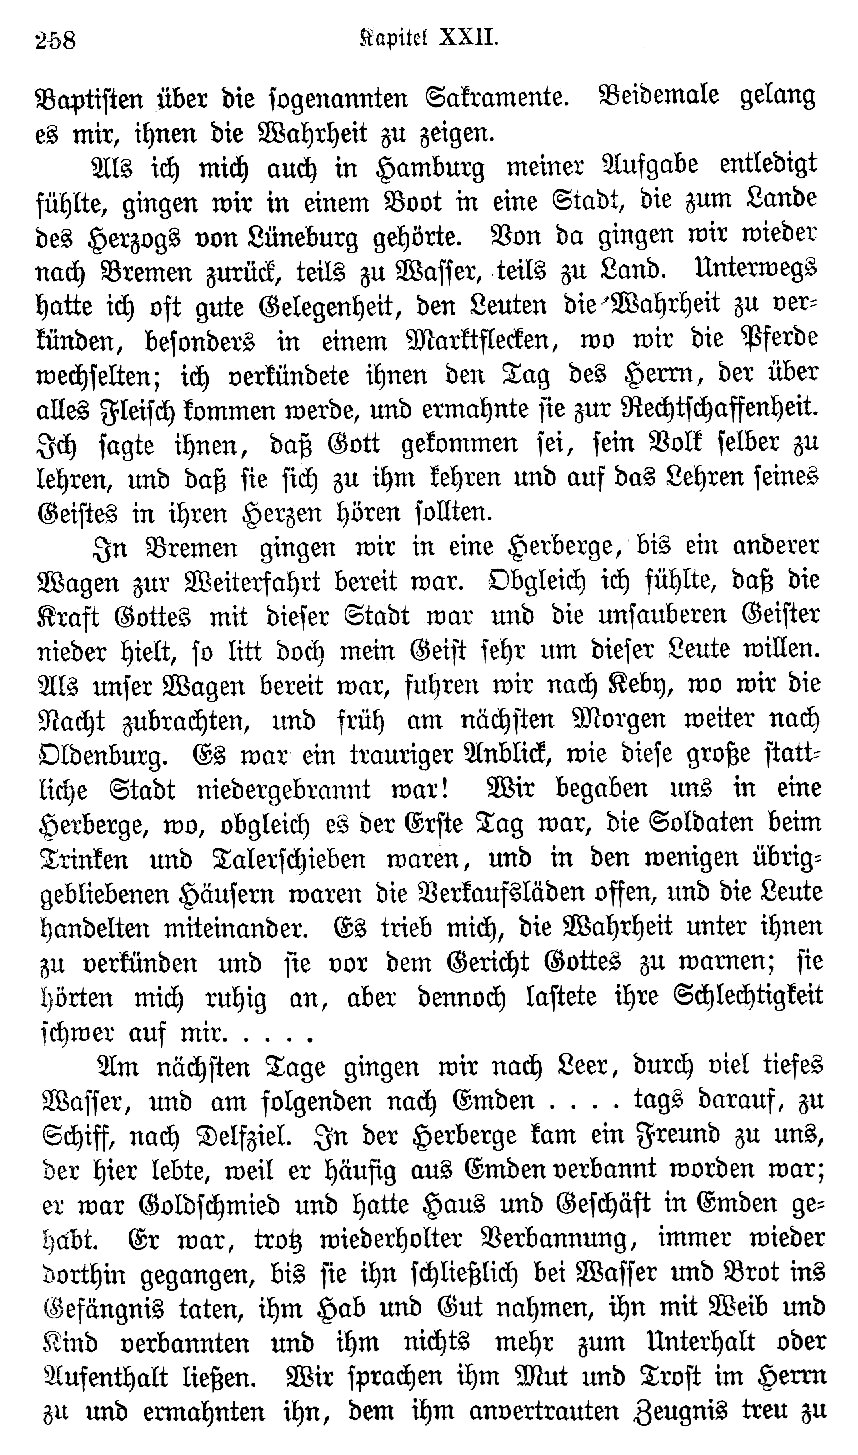 258 Kapitel XXII.
Baptisten über die sogenannten Sakramente. Beidemale gelang
es mir, ihnen die Wahrheit zu zeigen.
Als ich mich auch in Hamburg meiner Aufgabe entledigt
fühlte, gingen wir in einem Boot in eine Stadt, die zum Lande
des Herzogs von Lüneburg gehörte. Von da gingen wir wieder
nach Bremen zurück, teils zu Wasser, teils zu Land. Unterwegs
hatte ich oft gute Gelegenheit, den Leuten die Wahrheit zu ver-
künden, besonders in einem Marktflecken, wo wir die Pferde
wechselten; ich verkündete ihnen den Tag des Herrn, der über
alles Fleisch kommen werde, und ermahnte sie zur Rechtschaffenheit.
Ich sagte ihnen, daß Gott gekommen sei, sein Volk selber zu
lehren, und daß sie sich zu ihm kehren und auf das Lehren seines
Geistes in ihren Herzen hören sollten.
In Bremen gingen wir in eine Herberge, bis ein anderer
Wagen zur Weiterfahrt bereit war. Obgleich ich fühlte, daß die
Kraft Gottes mit dieser Stadt war und die unsauberen Geister
nieder hielt, so litt doch mein Geist sehr um dieser Leute willen.
Als unser Wagen bereit war, fuhren wir nach Keby, wo wir die
Nacht zubrachten, und früh am nächsten Morgen weiter nach
Oldenburg. Es war ein trauriger Anblick, wie diese große statt-
liche Stadt niedergebrannt war! Wir begaben uns in eine
Herberge, wo, obgleich es der Erste Tag war, die Soldaten beim
Trinken und Talerschieben waren, und in den wenigen übrig-
gebliebenen Häusern waren die Verkaufsläden offen, und die Leute
handelten miteinander. Es trieb mich, die Wahrheit unter ihnen
zu verkünden und sie vor dem Gericht Gottes zu warnen; sie
hörten mich ruhig an, aber dennoch lastete ihre Schlechtigkeit
schwer auf mir. . . . .
Am nächsten Tage gingen wir nach Leer, durch viel tiefes
Wasser, und am folgenden nach Emden . . . . tags darauf, zu
Schiff, nach Delfziel. In der Herberge kam ein Freund zu uns,
der hier lebte, weil er häufig aus Emden verbannt worden war;
er war Goldschmied und hatte Haus und Geschäft in Emden ge-
habt. Er war, trotz wiederholter Verbannung, immer wieder
dorthin gegangen, bis sie ihn schließlich bei Wasser und Brot ins
Gefängnis taten, ihm Hab und Gut nahmen, ihn mit Weib und
Kind verbannten und ihm nichts mehr zum Unterhalt oder
Aufenthalt ließen. Wir sprachen ihm Mut und Trost im Herrn
zu und ermahnten ihn, dem ihm anvertrauten Zeugnis treu zu